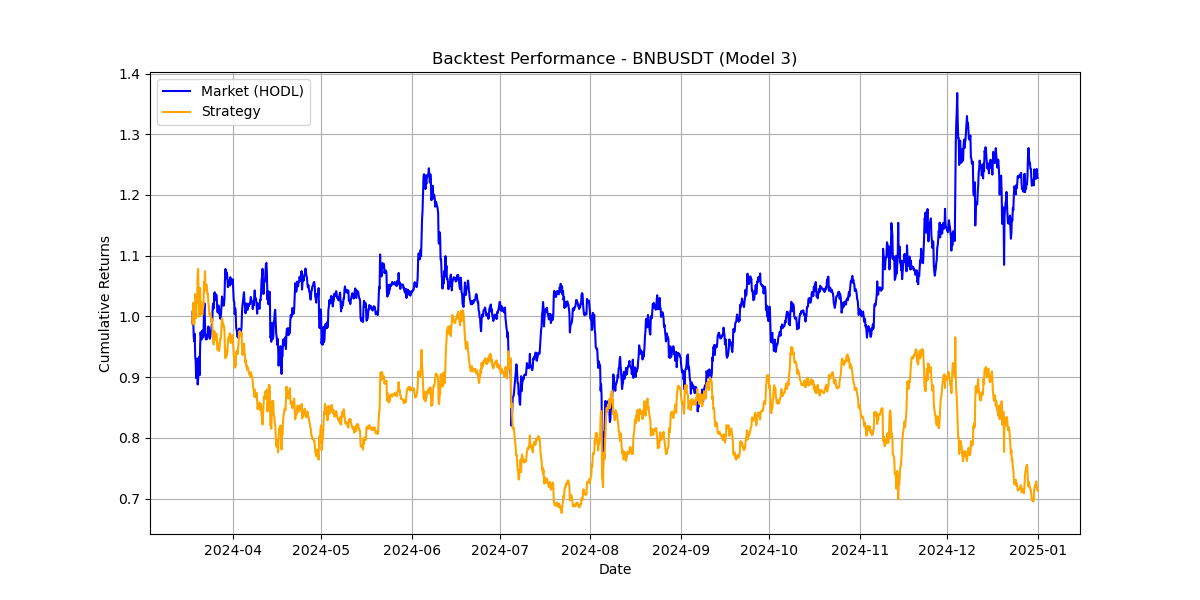 Backtest Performance - BNBUSDT (Model 3)
Market (HODL)
Strategy
1.4
1.3
1.2
1.1
1.0
0.9
0.8
0.7
Cumulative Returns
2024-04 2024-05 2024-06 2024-07 2024-08 2024-09 2024-10 2024-11 2024-12 2025-01
Date